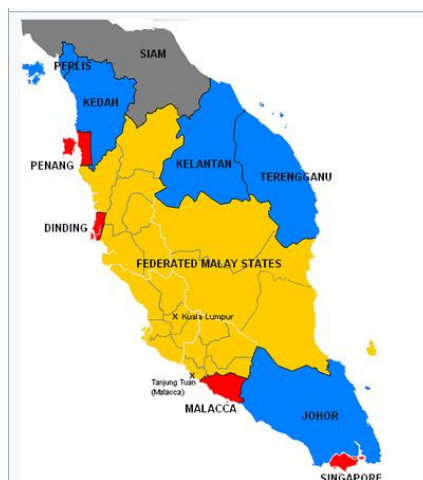 SIAM
PERLIS
KEDAH
PENANG
KELANTAN
TERENGGANU
DINDING
FEDERATED MALAY STATES
x Kuala Lumpur
x
Tanjung Tuan
(Malacca)
MALACCA
JOHOR
SINGAPORE